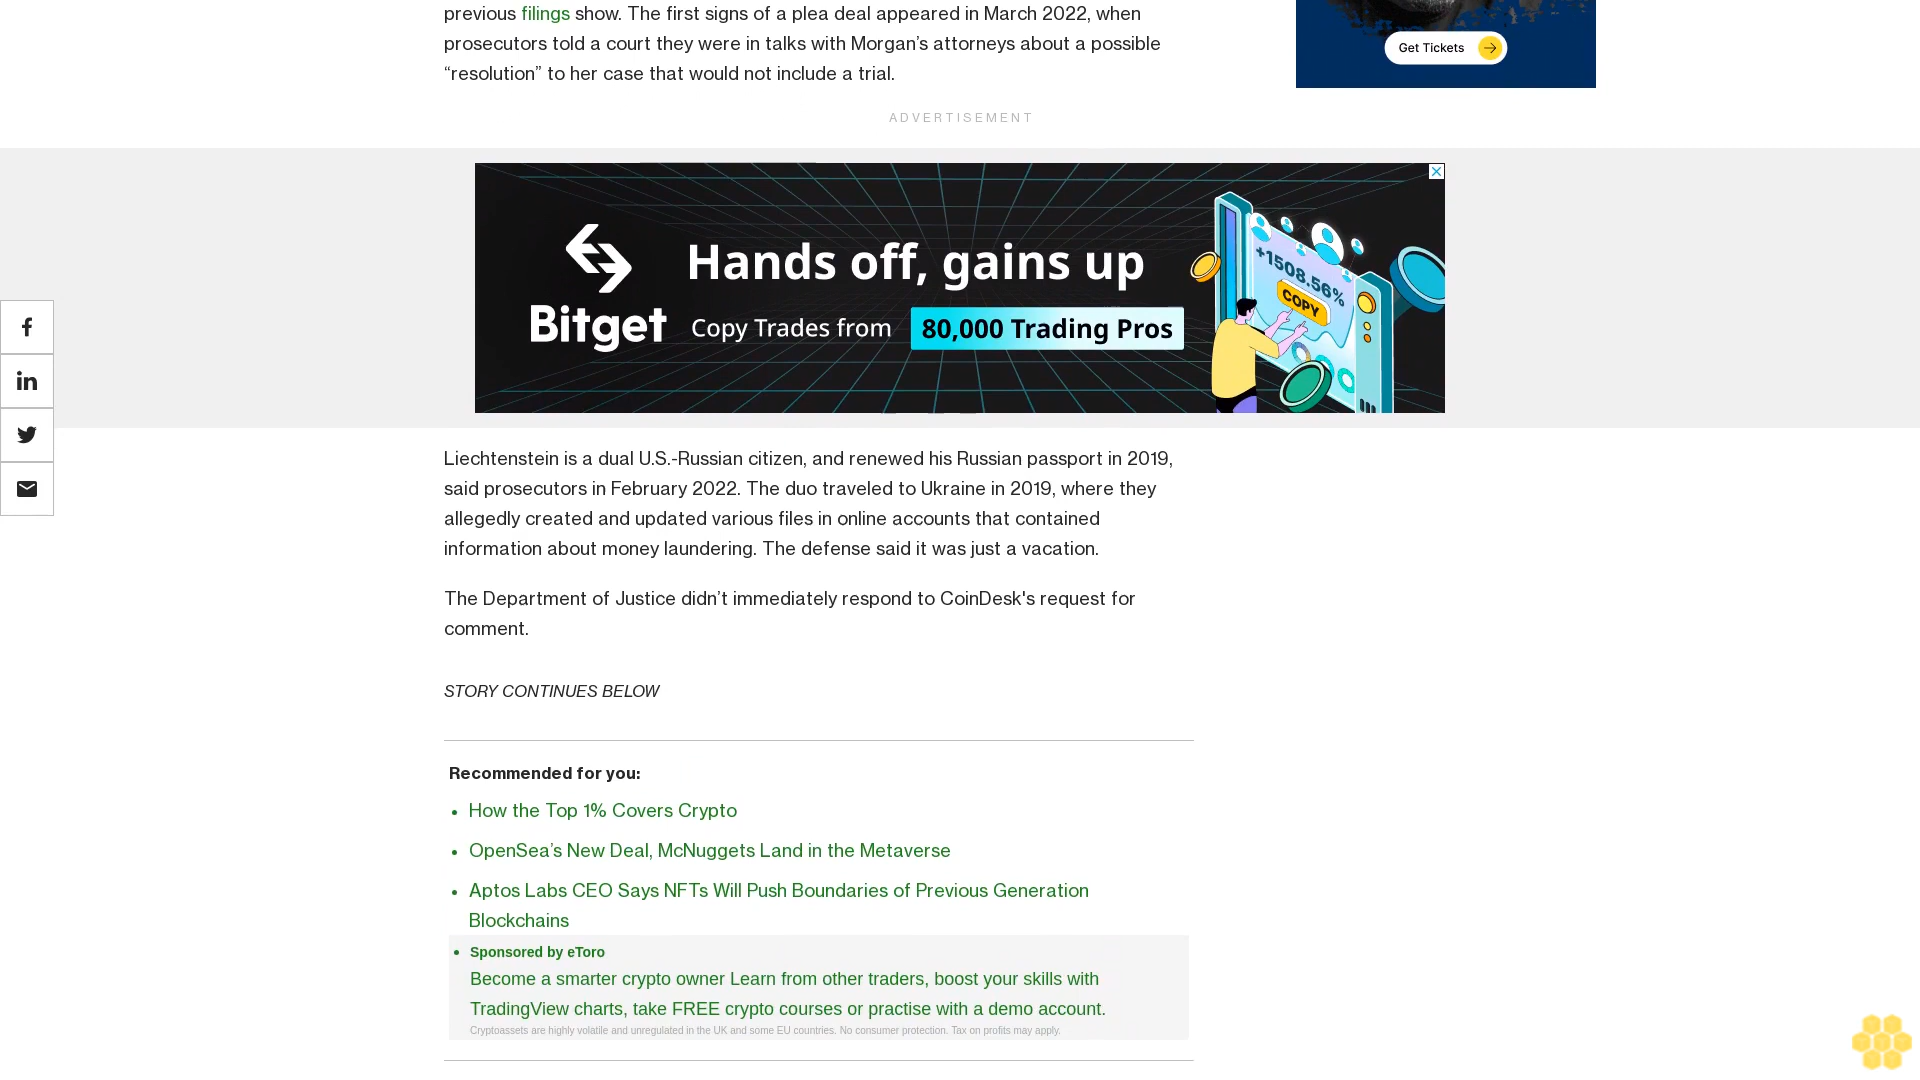 previous filings show. The first signs of a plea deal appeared in March 2022, when
prosecutors told a court they were in talks with Morgan’s attorneys about a possible
“resolution” to her case that would not include a trial.
Get Tickets
ADVERTISEMENT
Bitget
Hands off, gains up
Copy Trades from 80,000 Trading Pros
+1508.56%
COPY
Liechtenstein is a dual U.S.-Russian citizen, and renewed his Russian passport in 2019,
said prosecutors in February 2022. The duo traveled to Ukraine in 2019, where they
allegedly created and updated various files in online accounts that contained
information about money laundering. The defense said it was just a vacation.
The Department of Justice didn’t immediately respond to CoinDesk's request for
comment.
STORY CONTINUES BELOW
Recommended for you:
• How the Top 1% Covers Crypto
• OpenSea’s New Deal, McNuggets Land in the Metaverse
• Aptos Labs CEO Says NFTs Will Push Boundaries of Previous Generation
Blockchains
• Sponsored by eToro
Become a smarter crypto owner Learn from other traders, boost your skills with
TradingView charts, take FREE crypto courses or practise with a demo account.
Cryptoassets are highly volatile and unregulated in the UK and some EU countries. No consumer protection. Tax on profits may apply.